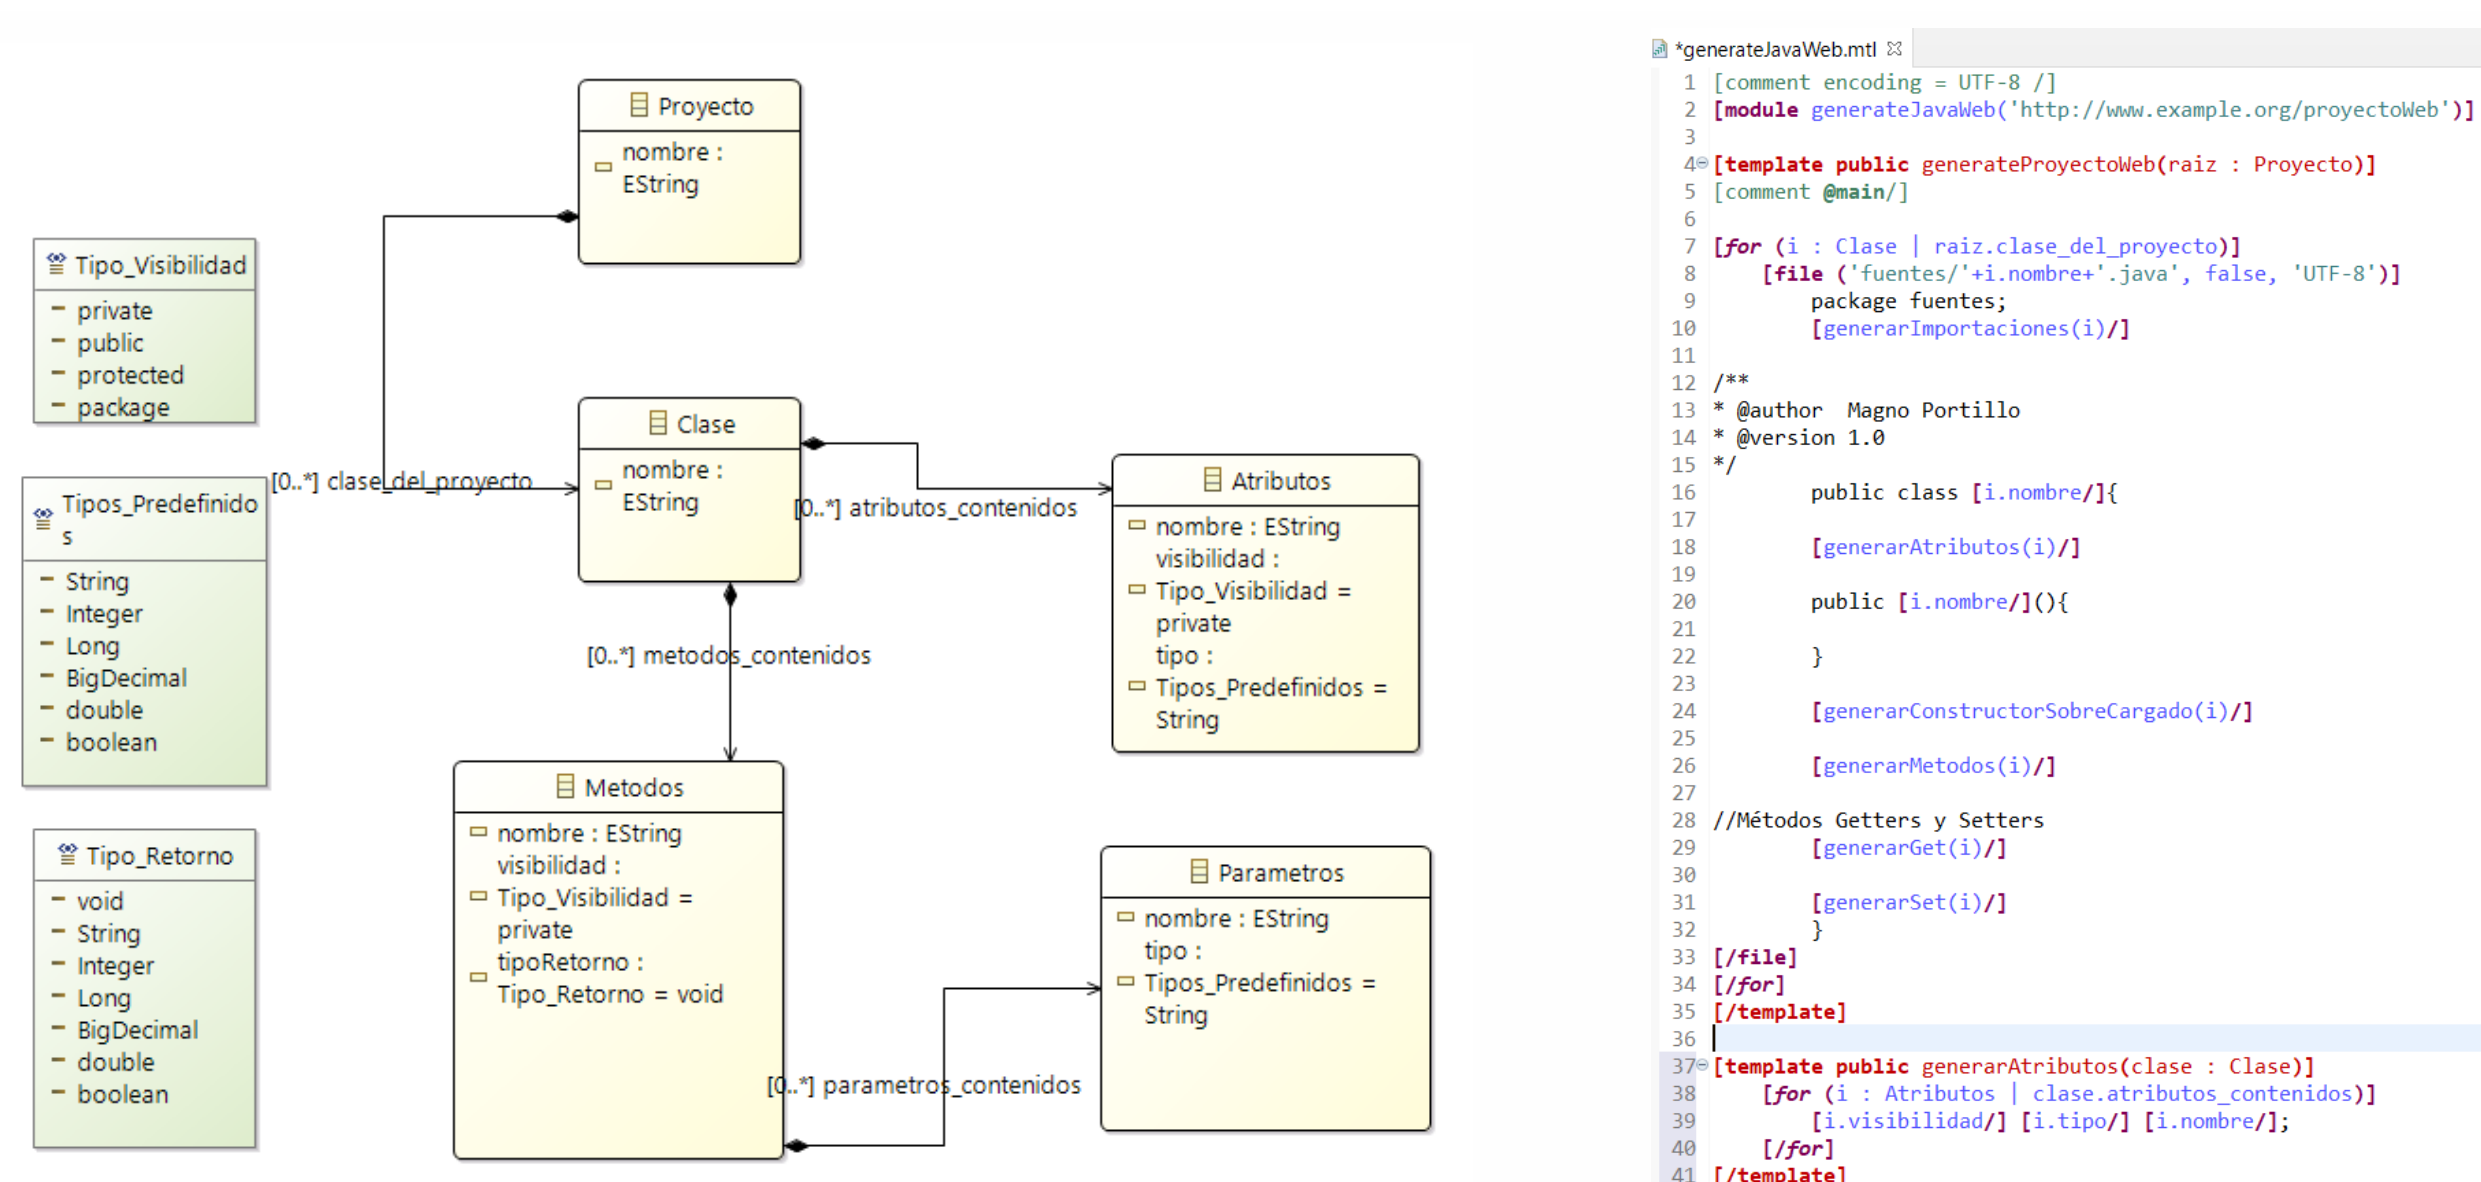 Proyecto
nombre :
EString
Tipo_Visibilidad
private
public
protected
package
[0..*] clase_del_proyecto
Clase
nombre :
EString
[0..*] atributos_contenidos
Atributos
nombre : EString
visibilidad :
Tipo_Visibilidad =
private
tipo :
Tipos_Predefinidos =
String
Tipos_Predefinido
s
String
Integer
Long
BigDecimal
double
boolean
[0..*] metodos_contenidos
Metodos
nombre : EString
visibilidad :
Tipo_Visibilidad =
private
tipoRetorno :
Tipo_Retorno = void
Tipo_Retorno
void
String
Integer
Long
BigDecimal
double
boolean
[0..*] parametros_contenidos
Parametros
nombre : EString
tipo :
Tipos_Predefinidos =
String
*generateJavaWeb.mtl
1 [comment encoding = UTF-8 /]
2 [module generateJavaWeb('http://www.example.org/proyectoWeb')]
3
4 [template public generateProyectoWeb(raiz : Proyecto)]
5 [comment @main/]
6
7 [for (i : Clase | raiz.clase_del_proyecto)]
8 [file ('fuentes/'+i.nombre+'.java', false, 'UTF-8')]
9 package fuentes;
10 [generarImportaciones(i)/]
11
12 /**
13 * @author  Magno Portillo
14 * @version 1.0
15 */
16 public class [i.nombre/]{
17
18 [generarAtributos(i)/]
19
20 public [i.nombre/](){
21
22 }
23
24 [generarConstructorSobreCargado(i)/]
25
26 [generarMetodos(i)/]
27
28 //Métodos Getters y Setters
29 [generarGet(i)/]
30
31 [generarSet(i)/]
32 }
33 [/file]
34 [/for]
35 [/template]
36
37 [template public generarAtributos(clase : Clase)]
38 [for (i : Atributos | clase.atributos_contenidos)]
39 [i.visibilidad/] [i.tipo/] [i.nombre/];
40 [/for]
41 [/template]